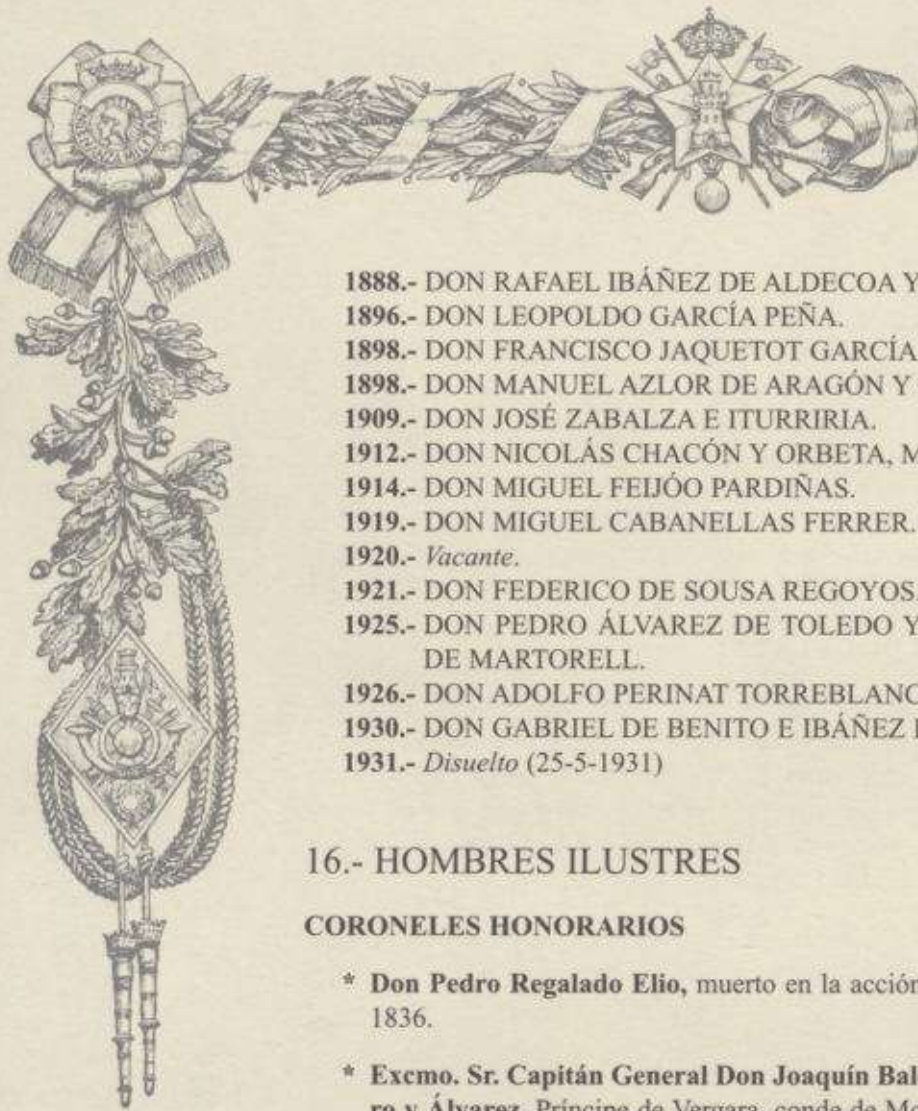 1888.- DON RAFAEL IBÁÑEZ DE ALDECOA Y
1896.- DON LEOPOLDO GARCÍA PEÑA.
1898.- DON FRANCISCO JAQUETOT GARCÍA
1898.- DON MANUEL AZLOR DE ARAGÓN Y
1909.- DON JOSÉ ZABALZA E ITURRIRIA.
1912.- DON NICOLÁS CHACÓN Y ORBETA, M
1914.- DON MIGUEL FEIJÓO PARDIÑAS.
1919.- DON MIGUEL CABANELLAS FERRER.
1920.- Vacante.
1921.- DON FEDERICO DE SOUSA REGOYOS.
1925.- DON PEDRO ÁLVAREZ DE TOLEDO Y
DE MARTORELL.
1926.- DON ADOLFO PERINAT TORREBLANC
1930.- DON GABRIEL DE BENITO E IBÁÑEZ
1931.- Disuelto (25-5-1931)
16.- HOMBRES ILUSTRES
CORONELES HONORARIOS
* Don Pedro Regalado Elio, muerto en la acción
1836.
* Excmo. Sr. Capitán General Don Joaquín Bal
ro y Álvarez, Príncipe de Vergara, conde de Mo